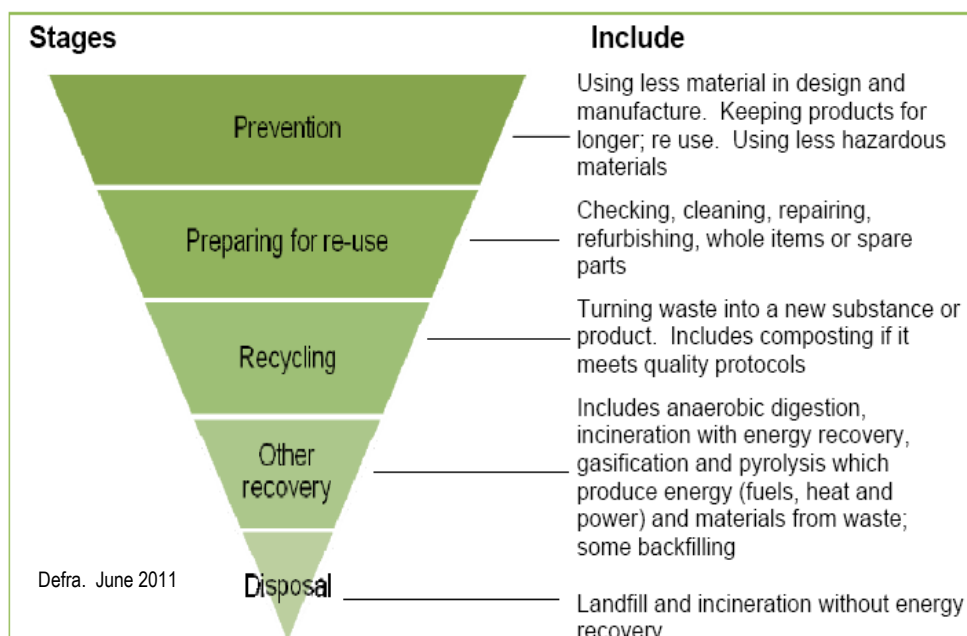 Stages
Include
Prevention
Using less material in design and
manufacture. Keeping products for
longer; re use. Using less hazardous
materials
Preparing for re-use
Checking, cleaning, repairing,
refurbishing, whole items or spare
parts
Recycling
Turning waste into a new substance or
product. Includes composting if it
meets quality protocols
Other
recovery
Includes anaerobic digestion,
incineration with energy recovery,
gasification and pyrolysis which
produce energy (fuels, heat and
power) and materials from waste;
some backfilling
Defra. June 2011
Disposal
Landfill and incineration without energy
recovery